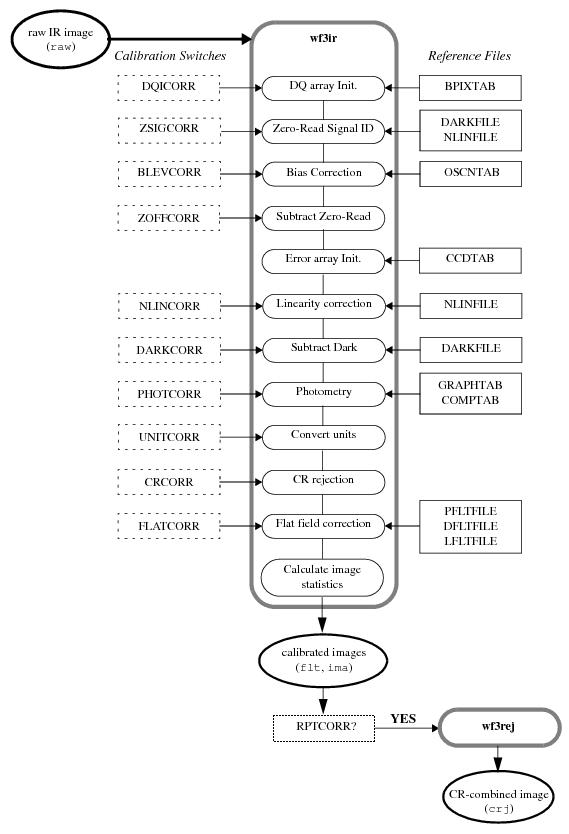 raw IR image
(raw)
wf3ir
Calibration Switches
Reference Files
DQICORR
DQ array Init.
BPIXTAB
ZSIGCORR
Zero-Read Signal ID
DARKFILE
NLINFILE
BLEVCORR
Bias Correction
OSCNTAB
ZOFFCORR
Subtract Zero-Read
Error array Init.
CCDTAB
NLINCORR
Linearity correction
NLINFILE
DARKCORR
Subtract Dark
DARKFILE
PHOTCORR
Photometry
GRAPHTAB
COMPTAB
UNITCORR
Convert units
CRCORR
CR rejection
FLATCORR
Flat field correction
PFLTFILE
DFLTFILE
LFLTFILE
Calculate image
statistics
calibrated images
(flt, ima)
RPTCORR?
YES
wf3rej
CR-combined image
(crj)